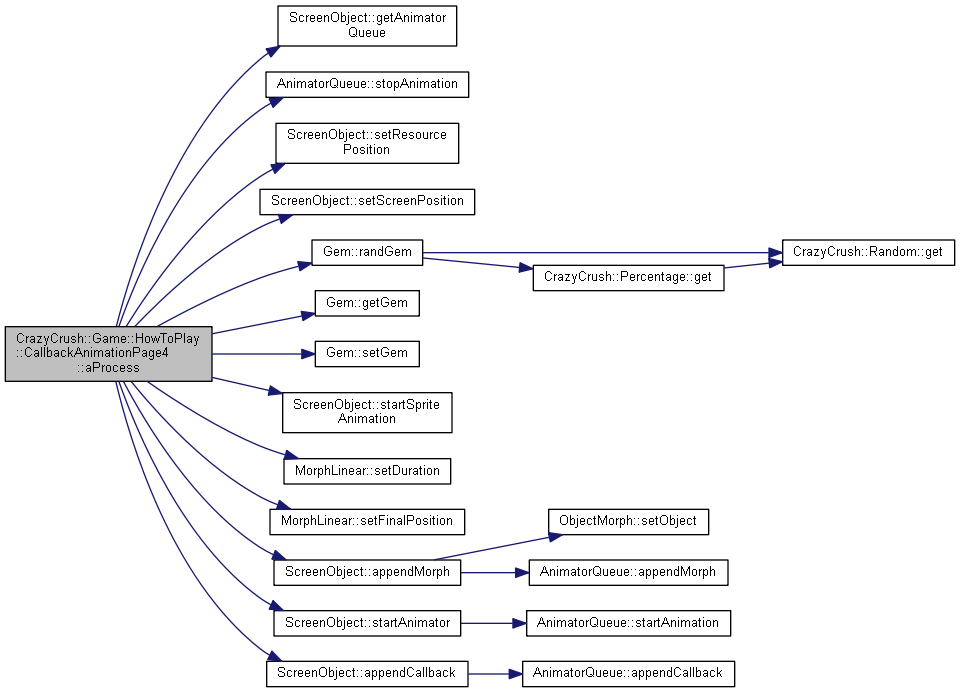 ScreenObject::getAnimator
Queue
AnimatorQueue::stopAnimation
ScreenObject::setResource
Position
ScreenObject::setScreenPosition
Gem::randGem
CrazyCrush::Random::get
CrazyCrush::Percentage::get
Gem::getGem
CrazyCrush::Game::HowToPlay
::CallbackAnimationPage4
::aProcess
Gem::setGem
ScreenObject::startSprite
Animation
MorphLinear::setDuration
MorphLinear::setFinalPosition
ObjectMorph::setObject
ScreenObject::appendMorph
AnimatorQueue::appendMorph
ScreenObject::startAnimator
AnimatorQueue::startAnimation
ScreenObject::appendCallback
AnimatorQueue::appendCallback